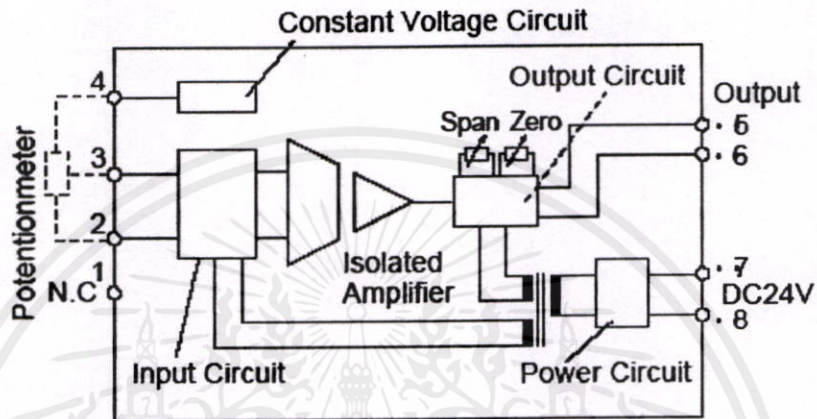 Constant Voltage Circuit
Output Circuit
Output
Span Zero
4
3
2
1
N.C
Potentionmeter
5
6
7
8
DC24V
Isolated
Amplifier
Input Circuit
Power Circuit